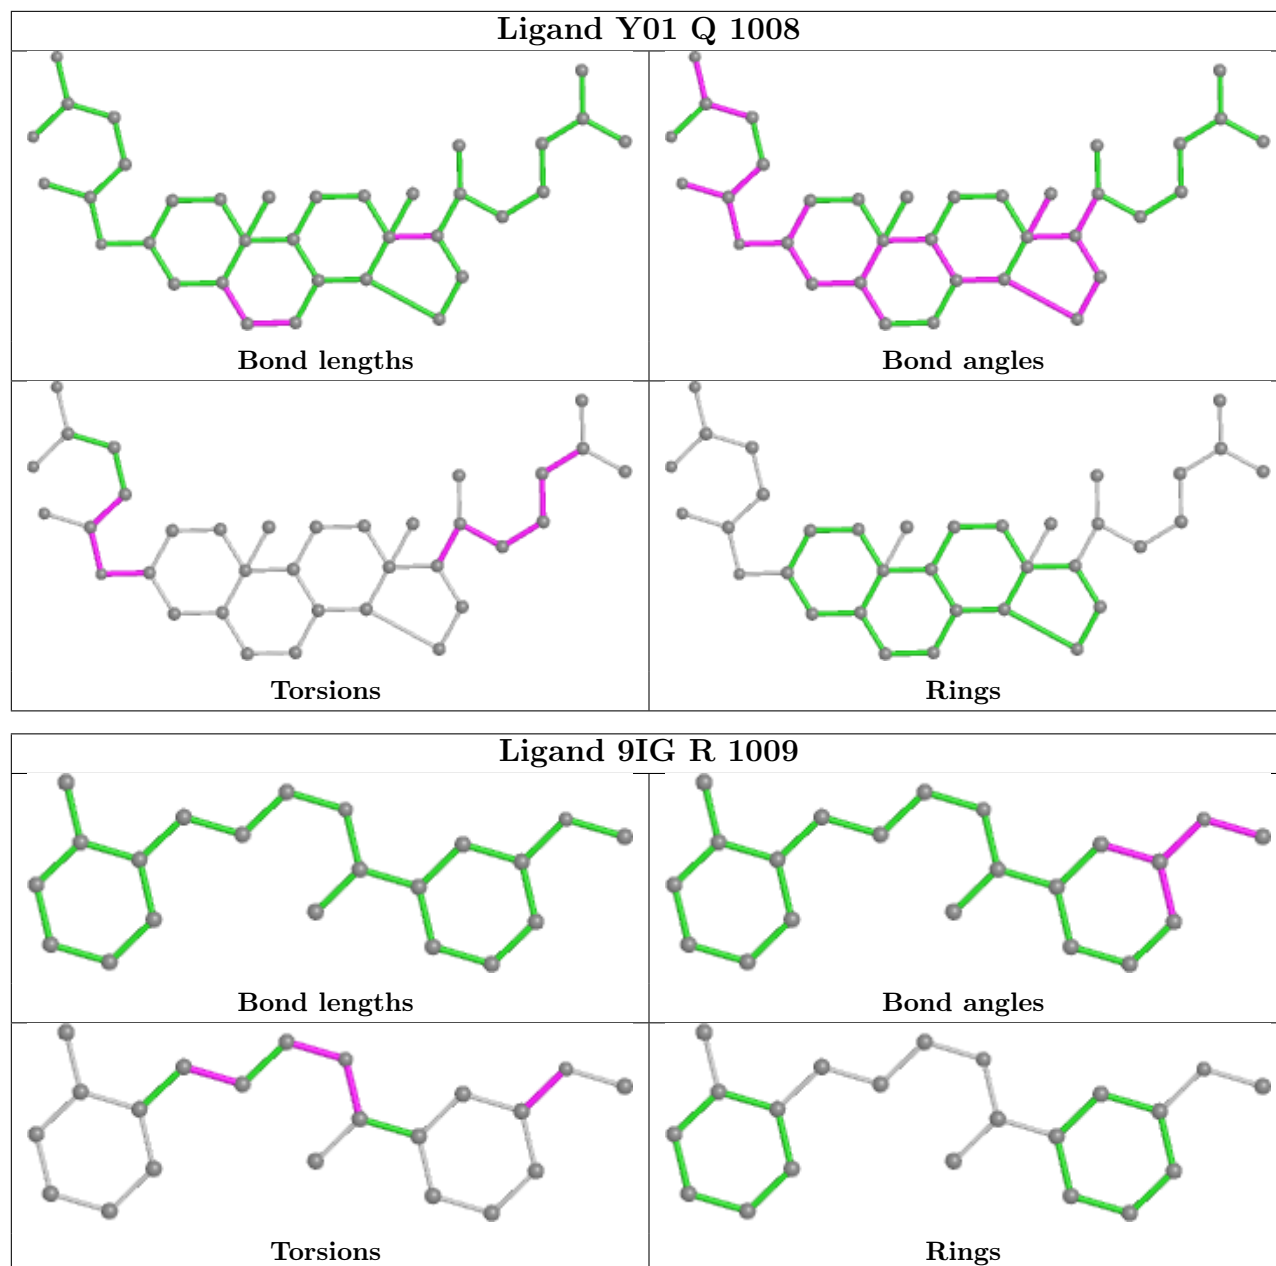 Ligand Y01 Q 1008
Bond lengths
Bond angles
Torsions
Rings
Ligand 9IG R 1009
Bond lengths
Bond angles
Torsions
Rings